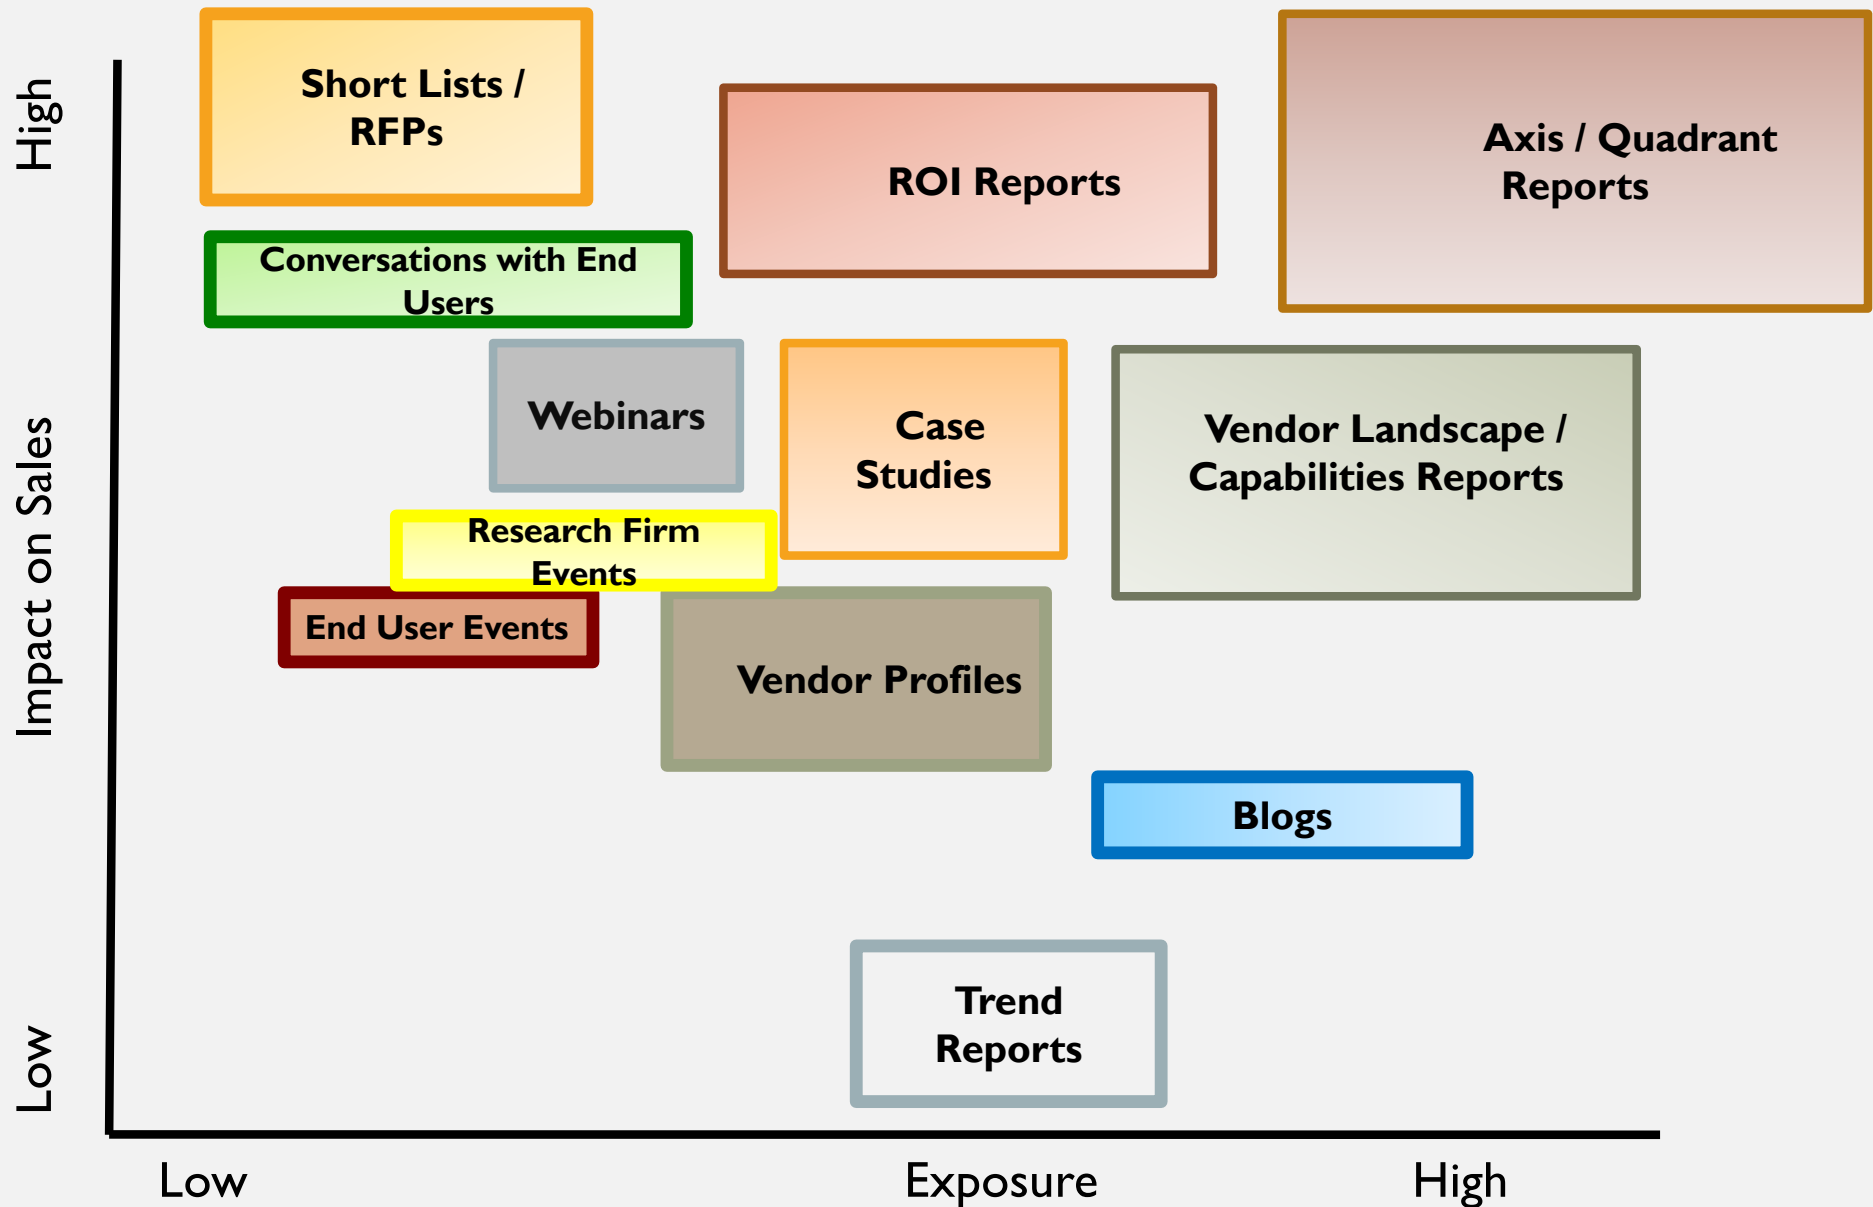 High
Impact on Sales
Low
Short Lists /
RFPs
ROI Reports
Axis / Quadrant
Reports
Conversations with End
Users
Webinars
Case
Studies
Vendor Landscape /
Capabilities Reports
Research Firm
Events
End User Events
Vendor Profiles
Blogs
Trend
Reports
Low
Exposure
High